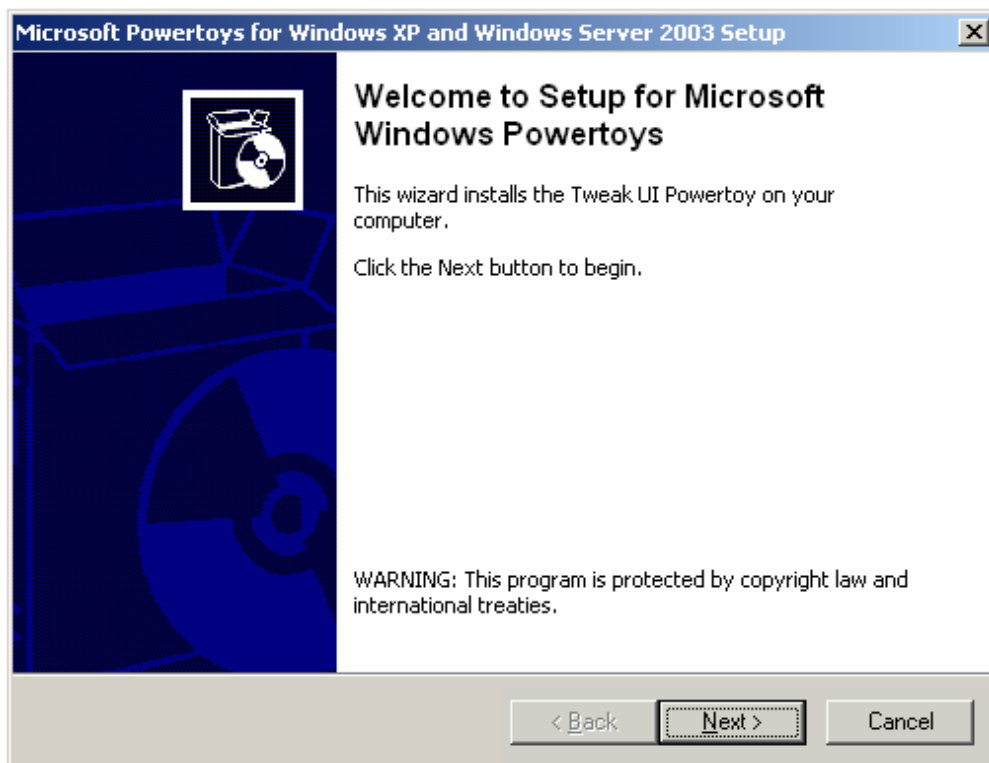 Microsoft Powertoys for Windows XP and Windows Server 2003 Setup
Welcome to Setup for Microsoft
Windows Powertoys
This wizard installs the Tweak UI Powertoy on your
computer.
Click the Next button to begin.
WARNING: This program is protected by copyright law and
international treaties.
< Back Next > Cancel